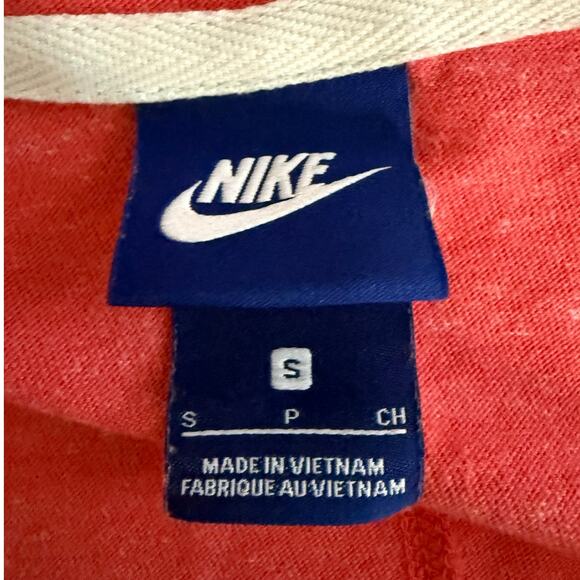 NIKE
S
S P CH
MADE IN VIETNAM
FABRIQUE AU VIETNAM